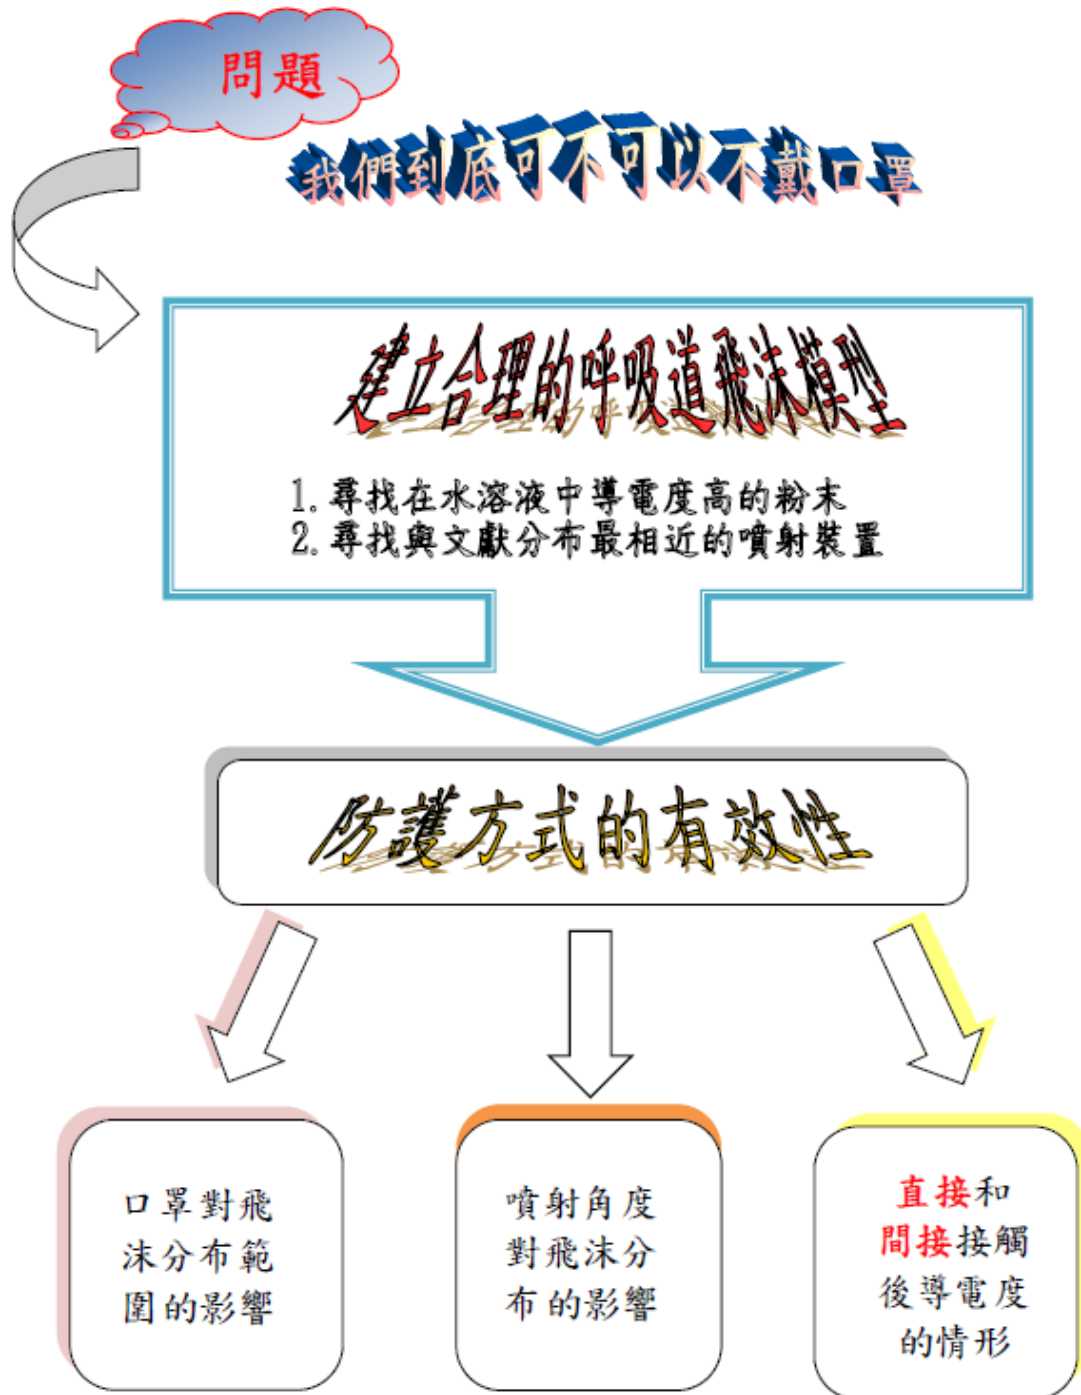 問題
我們到底可不可以不戴口罩
建立合理的呼吸道飛沫模型
1.尋找在水溶液中導電度高的粉末
2.尋找與文獻分布最相近的噴射裝置
防護方式的有效性
口罩對飛
沫分布範
圍的影響
噴射角度
對飛沫分
布的影響
直接和
間接接觸
後導電度
的情形